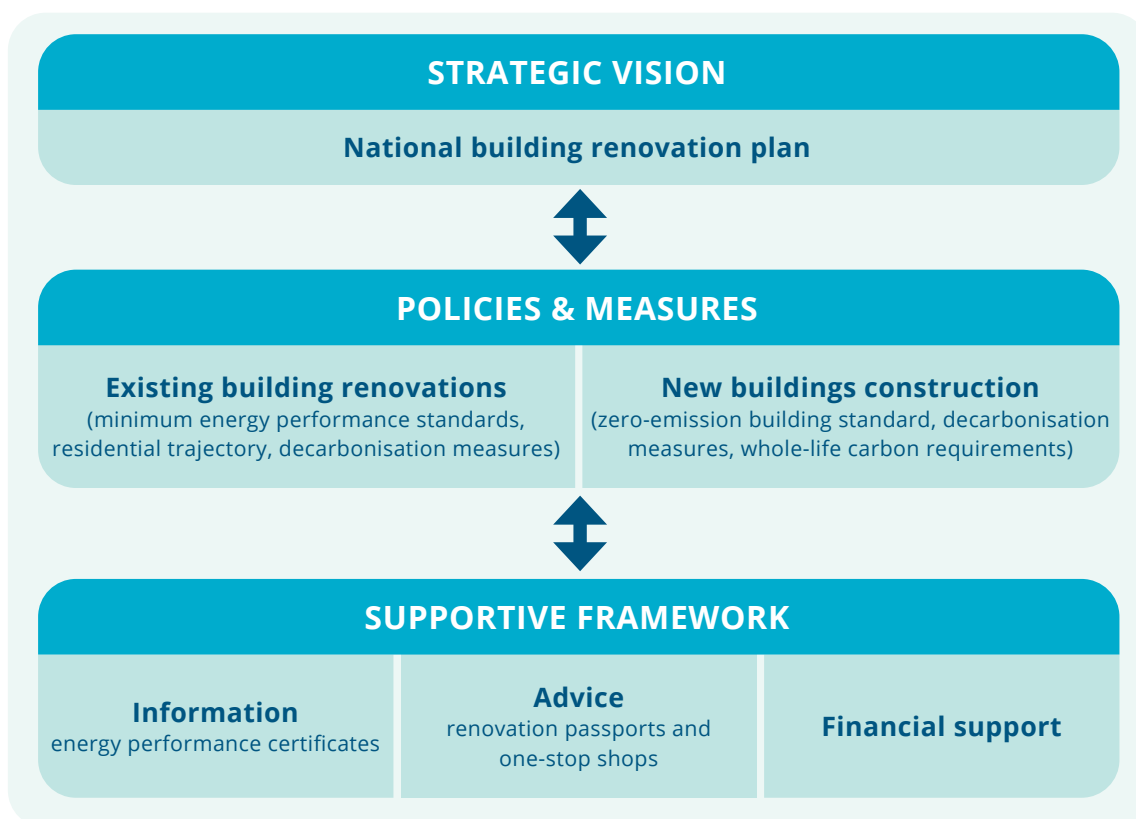 STRATEGIC VISION
National building renovation plan
POLICIES & MEASURES
Existing building renovations
(minimum energy performance standards,
residential trajectory, decarbonisation measures)
New buildings construction
(zero-emission building standard, decarbonisation
measures, whole-life carbon requirements)
SUPPORTIVE FRAMEWORK
Information
energy performance certificates
Advice
renovation passports and
one-stop shops
Financial support